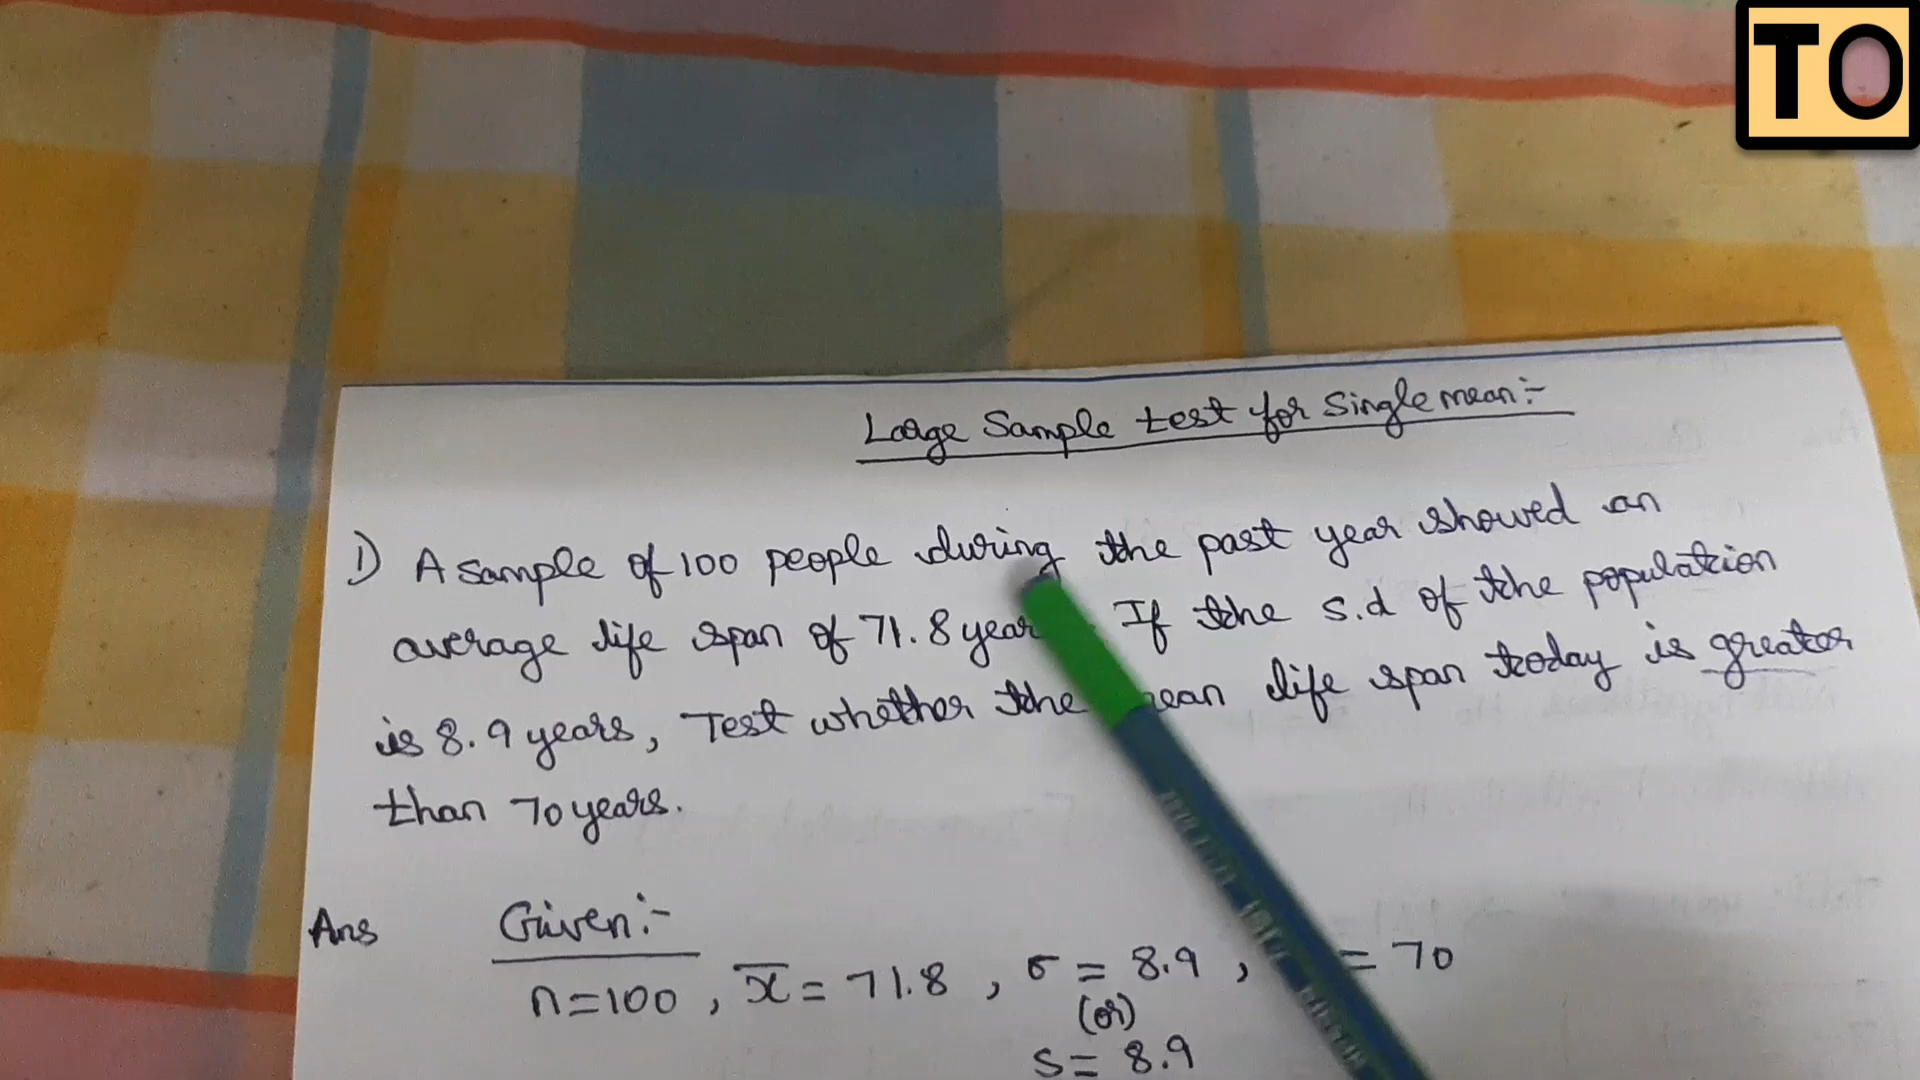 TO
Large Sample test for Single mean:-
1) A sample of 100 people during the past year showed an
average life span of 71.8 year If the s.d of the population
is 8.9 years, Test whether the life span today is greater
than 70 years.
Ans Given:-
n=100, x̄ = 71.8, σ = 8.9, = 70
(or)
S = 8.9